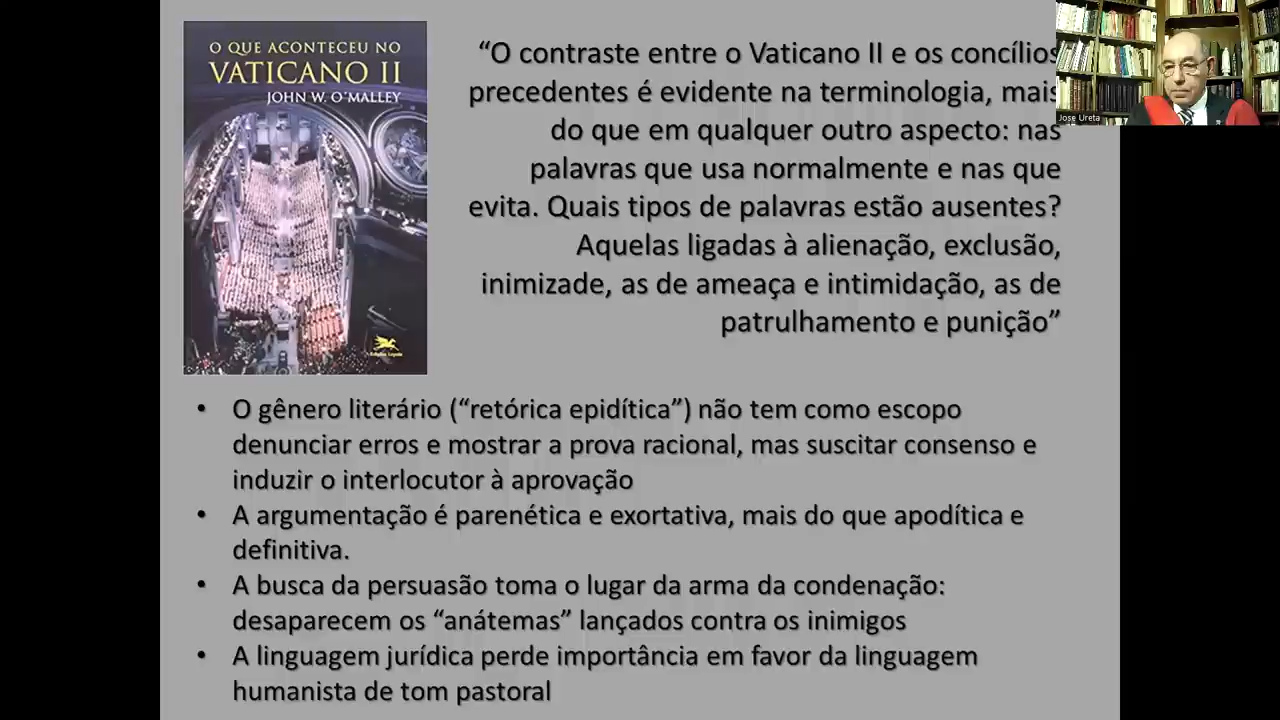 O QUE ACONTECEU NO
VATICANO II
JOHN W. O'MALLEY
Edições Loyola
“O contraste entre o Vaticano II e os concílios
precedentes é evidente na terminologia, mais
do que em qualquer outro aspecto: nas
palavras que usa normalmente e nas que
evita. Quais tipos de palavras estão ausentes?
Aquelas ligadas à alienação, exclusão,
inimizade, as de ameaça e intimidação, as de
patrulhamento e punição”
Jose Ureta
• O gênero literário (“retórica epidítica”) não tem como escopo
denunciar erros e mostrar a prova racional, mas suscitar consenso e
induzir o interlocutor à aprovação
• A argumentação é parenética e exortativa, mais do que apodítica e
definitiva.
• A busca da persuasão toma o lugar da arma da condenação:
desaparecem os “anátemas” lançados contra os inimigos
• A linguagem jurídica perde importância em favor da linguagem
humanista de tom pastoral